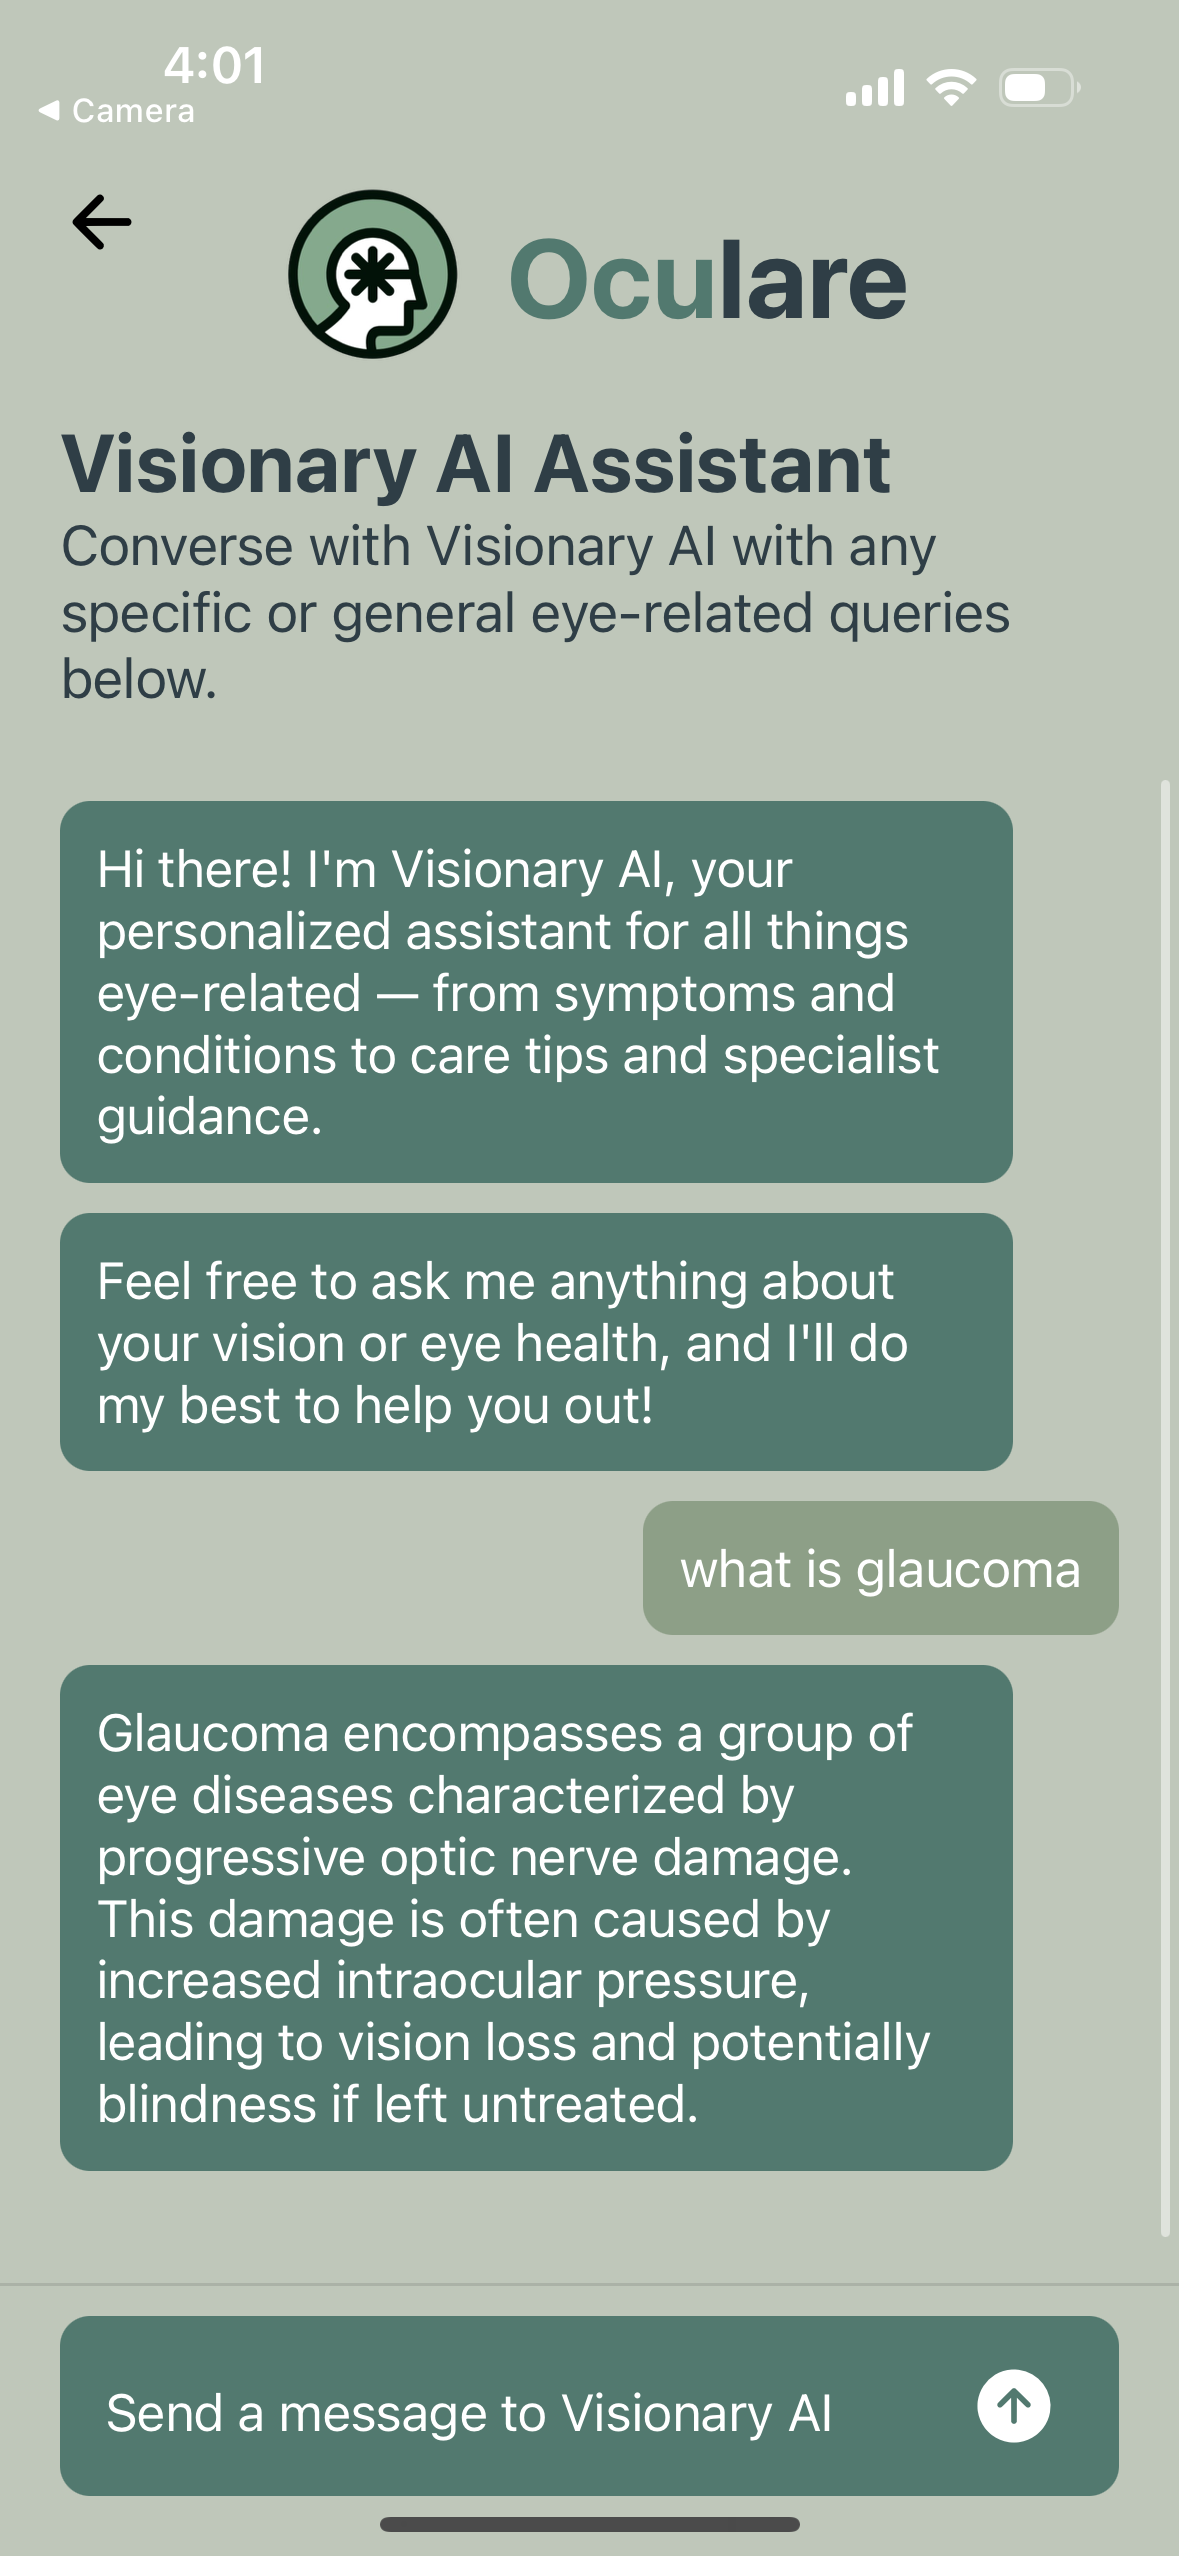 4:01
Camera
Oculare
Visionary AI Assistant
Converse with Visionary AI with any
specific or general eye-related queries
below.
Hi there! I'm Visionary AI, your
personalized assistant for all things
eye-related — from symptoms and
conditions to care tips and specialist
guidance.
Feel free to ask me anything about
your vision or eye health, and I'll do
my best to help you out!
what is glaucoma
Glaucoma encompasses a group of
eye diseases characterized by
progressive optic nerve damage.
This damage is often caused by
increased intraocular pressure,
leading to vision loss and potentially
blindness if left untreated.
Send a message to Visionary AI